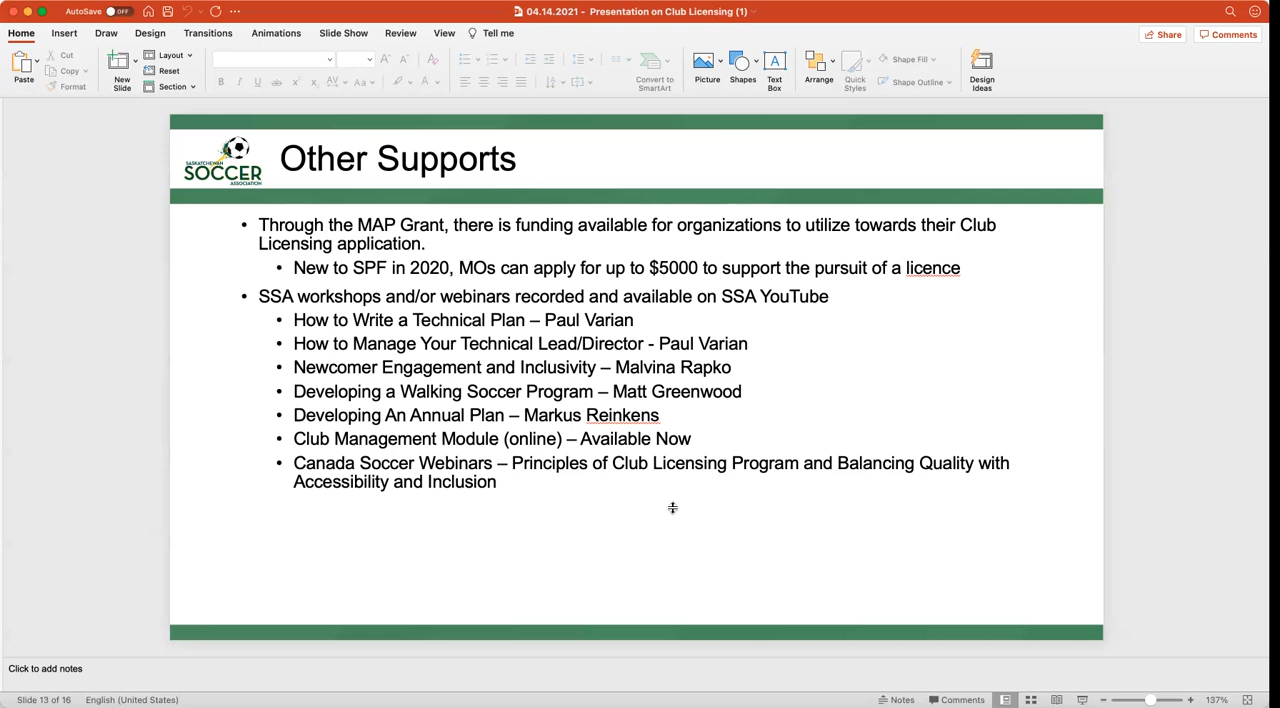 AutoSave OFF
04.14.2021 - Presentation on Club Licensing (1)
Home Insert Draw Design Transitions Animations Slide Show Review View Tell me
Share Comments
Paste
Cut
Copy
Format
New Slide
Layout
Reset
Section
Convert to SmartArt
Picture
Shapes
Text Box
Arrange
Quick Styles
Shape Fill
Shape Outline
Design Ideas
SASKATCHEWAN
SOCCER
ASSOCIATION
Other Supports
• Through the MAP Grant, there is funding available for organizations to utilize towards their Club
Licensing application.
• New to SPF in 2020, MOs can apply for up to $5000 to support the pursuit of a licence
• SSA workshops and/or webinars recorded and available on SSA YouTube
• How to Write a Technical Plan – Paul Varian
• How to Manage Your Technical Lead/Director - Paul Varian
• Newcomer Engagement and Inclusivity – Malvina Rapko
• Developing a Walking Soccer Program – Matt Greenwood
• Developing An Annual Plan – Markus Reinkens
• Club Management Module (online) – Available Now
• Canada Soccer Webinars – Principles of Club Licensing Program and Balancing Quality with
Accessibility and Inclusion
Click to add notes
Slide 13 of 16 English (United States)
Notes Comments 137%